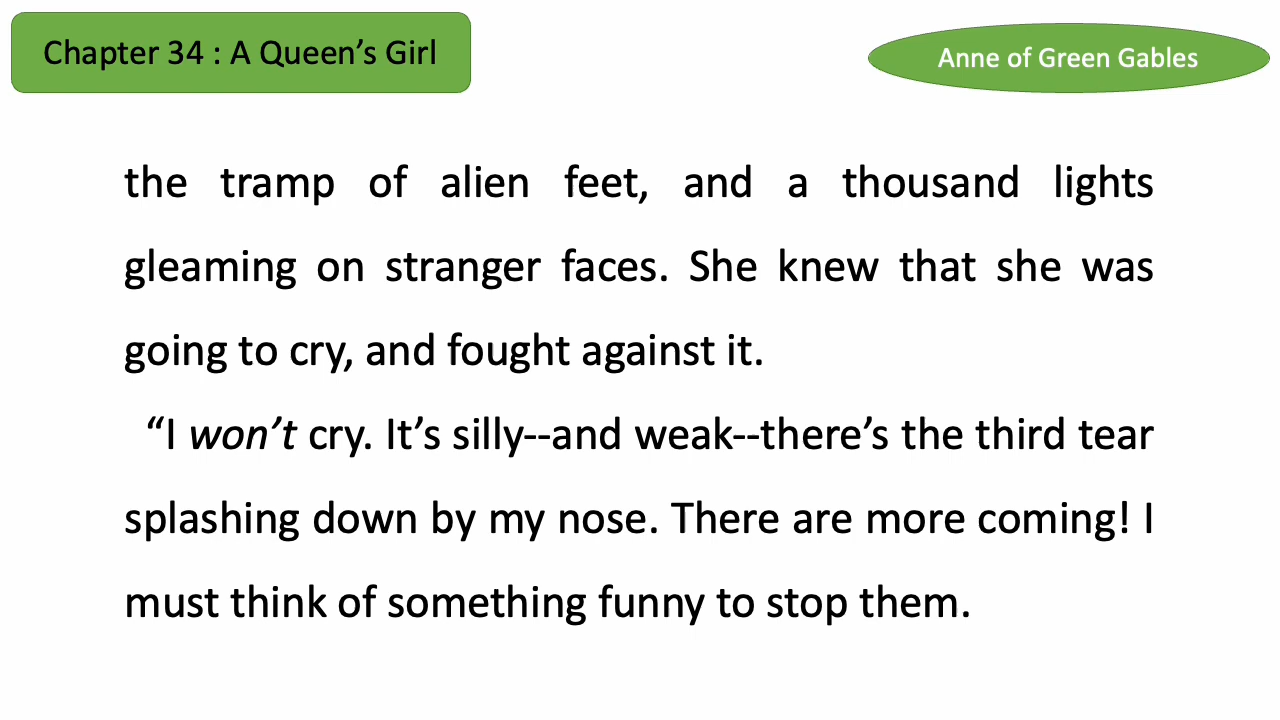 Chapter 34 : A Queen’s Girl
Anne of Green Gables
the tramp of alien feet, and a thousand lights
gleaming on stranger faces. She knew that she was
going to cry, and fought against it.
“I won’t cry. It’s silly--and weak--there’s the third tear
splashing down by my nose. There are more coming! I
must think of something funny to stop them.